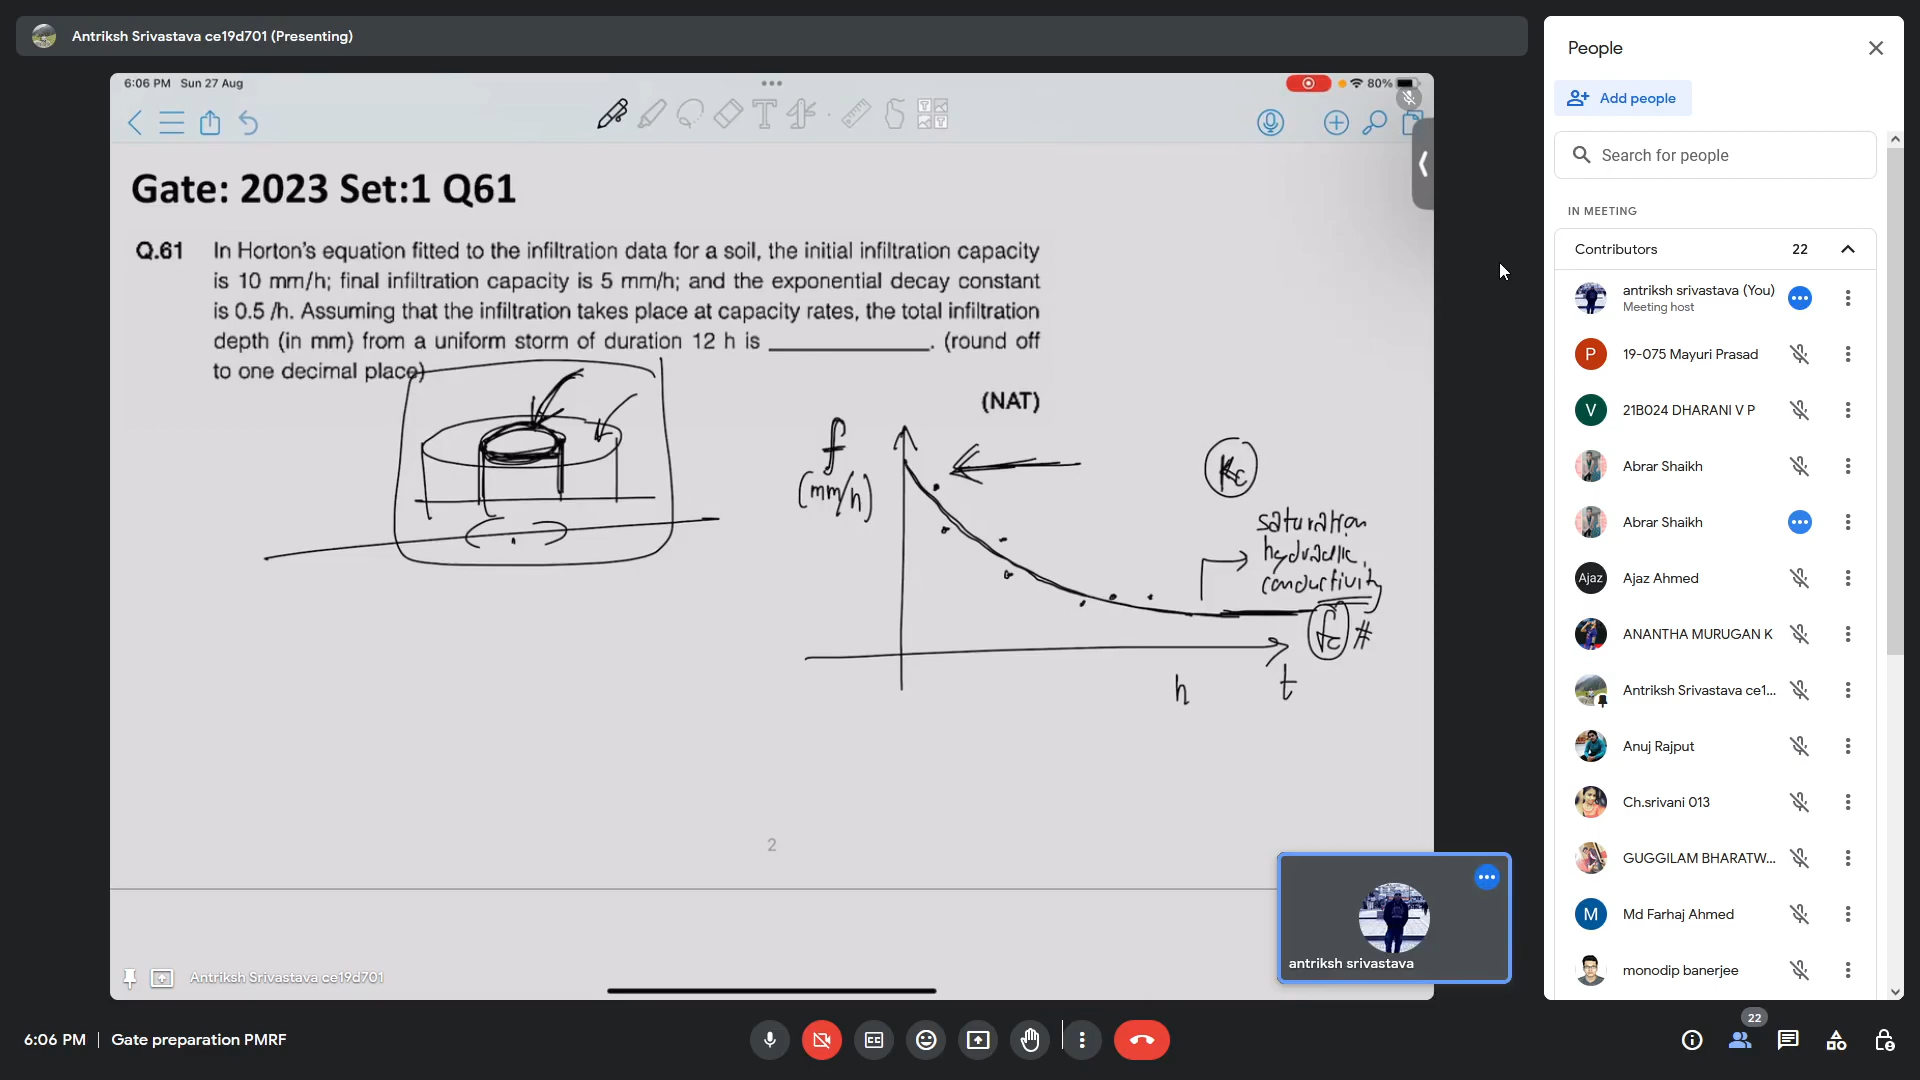 Antriksh Srivastava ce19d701 (Presenting)
6:06 PM Sun 27 Aug
80%
Gate: 2023 Set:1 Q61
Q.61 In Horton's equation fitted to the infiltration data for a soil, the initial infiltration capacity
is 10 mm/h; final infiltration capacity is 5 mm/h; and the exponential decay constant
is 0.5 /h. Assuming that the infiltration takes place at capacity rates, the total infiltration
depth (in mm) from a uniform storm of duration 12 h is ______________. (round off
to one decimal place)
(NAT)
f
(mm/h)
saturation
hydraulic
conductivity
fc #
h
t
2
antriksh srivastava
Antriksh Srivastava ce19d701
People
Add people
Search for people
IN MEETING
Contributors 22
antriksh srivastava (You)
Meeting host
P 19-075 Mayuri Prasad
V 21B024 DHARANI V P
Abrar Shaikh
Abrar Shaikh
Ajaz Ajaz Ahmed
ANANTHA MURUGAN K
Antriksh Srivastava ce1...
Anuj Rajput
Ch.srivani 013
GUGGILAM BHARATW...
M Md Farhaj Ahmed
monodip banerjee
6:06 PM | Gate preparation PMRF
22